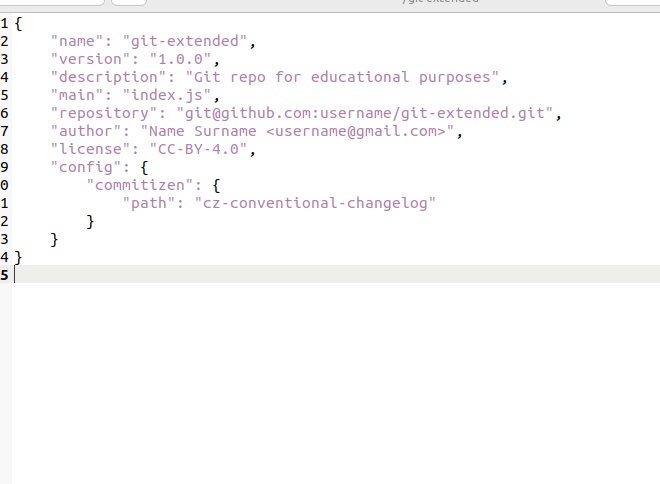 /git-extended
1 {
2     "name": "git-extended",
3     "version": "1.0.0",
4     "description": "Git repo for educational purposes",
5     "main": "index.js",
6     "repository": "git@github.com:username/git-extended.git",
7     "author": "Name Surname <username@gmail.com>",
8     "license": "CC-BY-4.0",
9     "config": {
0         "commitizen": {
1             "path": "cz-conventional-changelog"
2         }
3     }
4 }
5